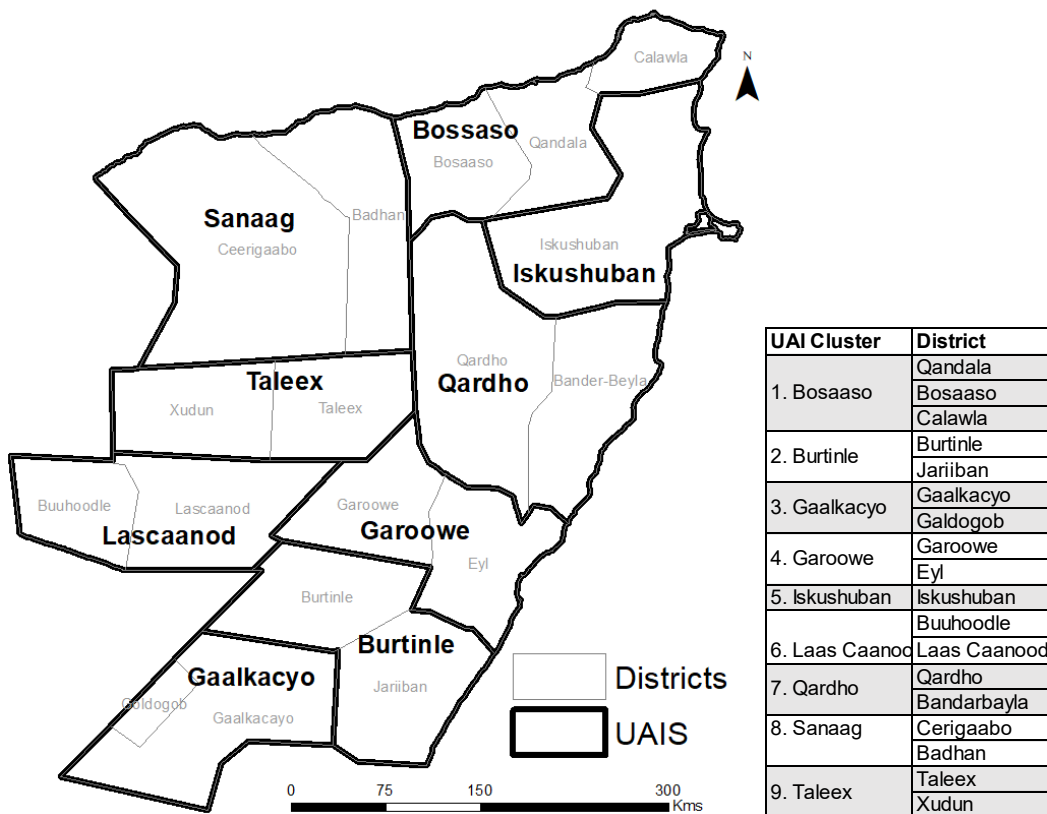 Calawla
N
Bossaso
Qandala
Bosaaso
Badhan
Sanaag
Ceerigaabo
Iskushuban
Iskushuban
Qardho
Qardho
Bander-Beyla
Taleex
Xudun
Taleex
Buuhoodle
Lascaanod
Lascaanod
Garoowe
Garoowe
Eyl
Burtinle
Burtinle
Jariiban
Gaalkacyo
Goldogob
Gaalkacayo
Districts
UAIS
0 75 150 300
Kms
UAI Cluster District
1. Bosaaso
Qandala
Bosaaso
Calawla
2. Burtinle
Burtinle
Jariiban
3. Gaalkacyo
Gaalkacyo
Galdogob
4. Garoowe
Garoowe
Eyl
5. Iskushuban Iskushuban
6. Laas Caanood
Buuhoodle
Laas Caanood
7. Qardho
Qardho
Bandarbayla
8. Sanaag
Cerigaabo
Badhan
9. Taleex
Taleex
Xudun